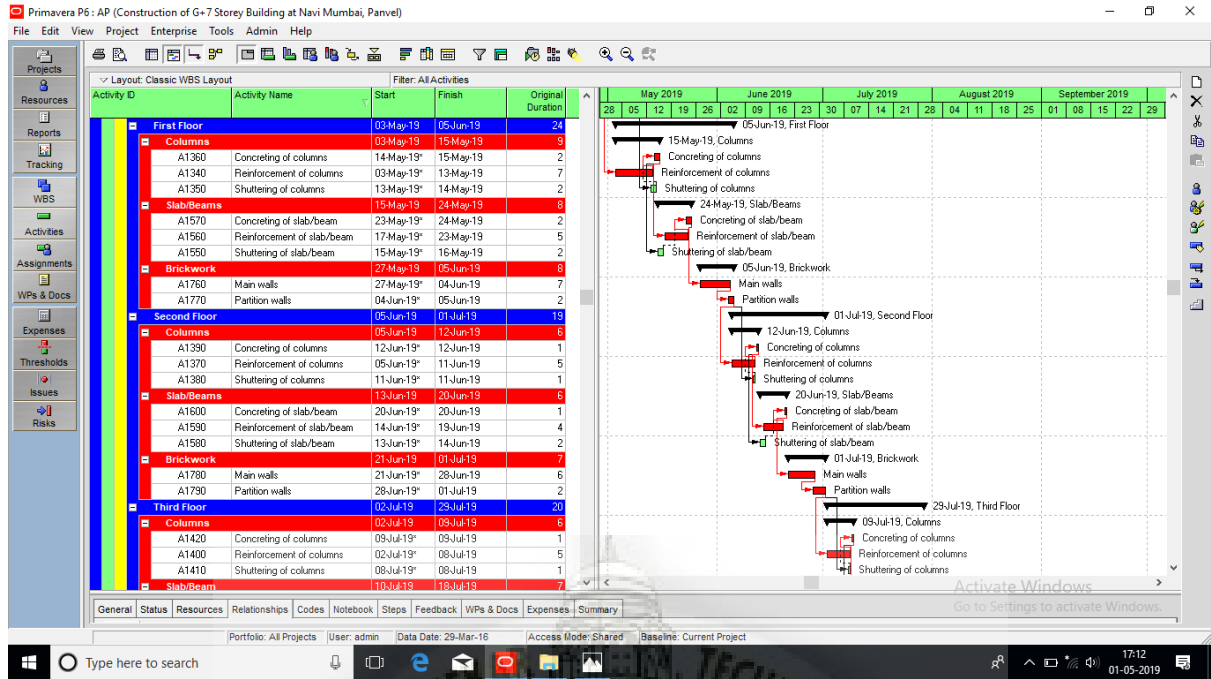 Primavera P6 : AP (Construction of G+7 Storey Building at Navi Mumbai, Panvel)
File Edit View Project Enterprise Tools Admin Help
Projects
Resources
Reports
Tracking
WBS
Activities
Assignments
WPs & Docs
Expenses
Thresholds
Issues
Risks
Layout: Classic WBS Layout Filter: All Activities
Activity ID Activity Name Start Finish Original Duration
First Floor 03-May-19 05-Jun-19 24
Columns 03-May-19 15-May-19 9
A1360 Concreting of columns 14-May-19* 15-May-19 2
A1340 Reinforcement of columns 03-May-19* 13-May-19 7
A1350 Shuttering of columns 13-May-19* 14-May-19 2
Slab/Beams 15-May-19 24-May-19 8
A1570 Concreting of slab/beam 23-May-19* 24-May-19 2
A1560 Reinforcement of slab/beam 17-May-19* 23-May-19 5
A1550 Shuttering of slab/beam 15-May-19* 16-May-19 2
Brickwork 27-May-19 05-Jun-19 8
A1760 Main walls 27-May-19* 04-Jun-19 7
A1770 Partition walls 04-Jun-19* 05-Jun-19 2
Second Floor 05-Jun-19 01-Jul-19 19
Columns 05-Jun-19 12-Jun-19 6
A1390 Concreting of columns 12-Jun-19* 12-Jun-19 1
A1370 Reinforcement of columns 05-Jun-19* 11-Jun-19 5
A1380 Shuttering of columns 11-Jun-19* 11-Jun-19 1
Slab/Beams 13-Jun-19 20-Jun-19 6
A1600 Concreting of slab/beam 20-Jun-19* 20-Jun-19 1
A1590 Reinforcement of slab/beam 14-Jun-19* 19-Jun-19 4
A1580 Shuttering of slab/beam 13-Jun-19* 14-Jun-19 2
Brickwork 21-Jun-19 01-Jul-19 7
A1780 Main walls 21-Jun-19* 28-Jun-19 6
A1790 Partition walls 28-Jun-19* 01-Jul-19 2
Third Floor 02-Jul-19 29-Jul-19 20
Columns 02-Jul-19 09-Jul-19 6
A1420 Concreting of columns 09-Jul-19* 09-Jul-19 1
A1400 Reinforcement of columns 02-Jul-19* 08-Jul-19 5
A1410 Shuttering of columns 08-Jul-19* 08-Jul-19 1
Slab/Beam 10-Jul-19 18-Jul-19 7
May 2019 June 2019 July 2019 August 2019 September 2019
28 05 12 19 26 02 09 16 23 30 07 14 21 28 04 11 18 25 01 08 15 22 29
05-Jun-19, First Floor
15-May-19, Columns
Concreting of columns
Reinforcement of columns
Shuttering of columns
24-May-19, Slab/Beams
Concreting of slab/beam
Reinforcement of slab/beam
Shuttering of slab/beam
05-Jun-19, Brickwork
Main walls
Partition walls
01-Jul-19, Second Floor
12-Jun-19, Columns
Concreting of columns
Reinforcement of columns
Shuttering of columns
20-Jun-19, Slab/Beams
Concreting of slab/beam
Reinforcement of slab/beam
Shuttering of slab/beam
01-Jul-19, Brickwork
Main walls
Partition walls
29-Jul-19, Third Floor
09-Jul-19, Columns
Concreting of columns
Reinforcement of columns
Shuttering of columns
Activate Windows
Go to Settings to activate Windows.
General Status Resources Relationships Codes Notebook Steps Feedback WPs & Docs Expenses Summary
Portfolio: All Projects User: admin Data Date: 29-Mar-16 Access Mode: Shared Baseline: Current Project
Type here to search
17:12
01-05-2019